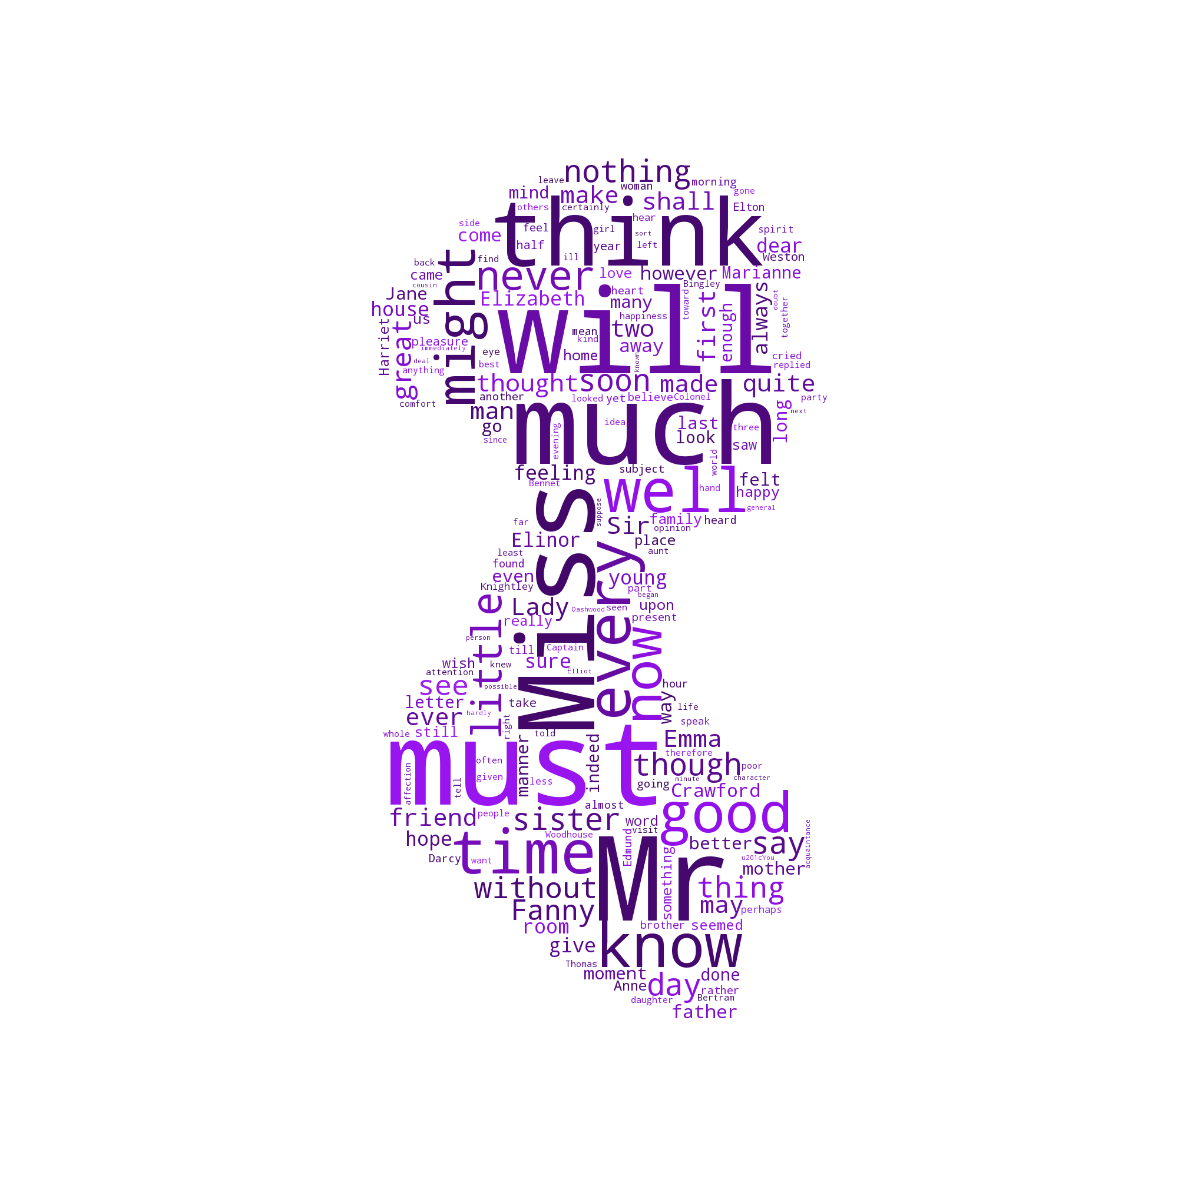 nothing
leave
woman
morning
mind
make
shall
gone
others
certainly
Elton
think
hear
side
feel
girl
sort
spirit
come
half
year
left
dear
might
find
ill
Weston
back
came
never
love
however
Marianne
cousin
Bingley
Jane
Elizabeth
heart
many
toward
first
enough
always
doubt
together
house
us
will
happiness
two
Harriet
great
pleasure
mean
kind
away
immediately
eye
home
known
cried
deal
best
replied
anything
thought
soon
made
quite
comfort
another
looked
yet
believe
Colonel
party
man
much
long
next
go
idea
last
three
since
evening
look
saw
feeling
subject
world
felt
Bennet
well
hand
happy
Miss
suppose
general
far
Sir
family
heard
opinion
Elinor
place
least
aunt
found
every
even
young
Knightley
part
began
little
Lady
Dashwood
seen
upon
really
present
person
now
till
Captain
wish
knew
sure
attention
Elliot
see
possible
hour
letter
take
way
life
ever
hardly
right
speak
whole
still
told
must
Emma
often
manner
indeed
though
therefore
affection
tell
given
less
going
minute
poor
character
Crawford
friend
people
almost
good
sister
word
hope
Woodhouse
visit
better
say
acquaintance
Darcy
want
time
Edmund
O
u201cYou
mother
without
Mr
something
thing
Fanny
may
perhaps
room
brother
seemed
give
know
Thomas
moment
done
Anne
day
rather
daughter
Bertram
father